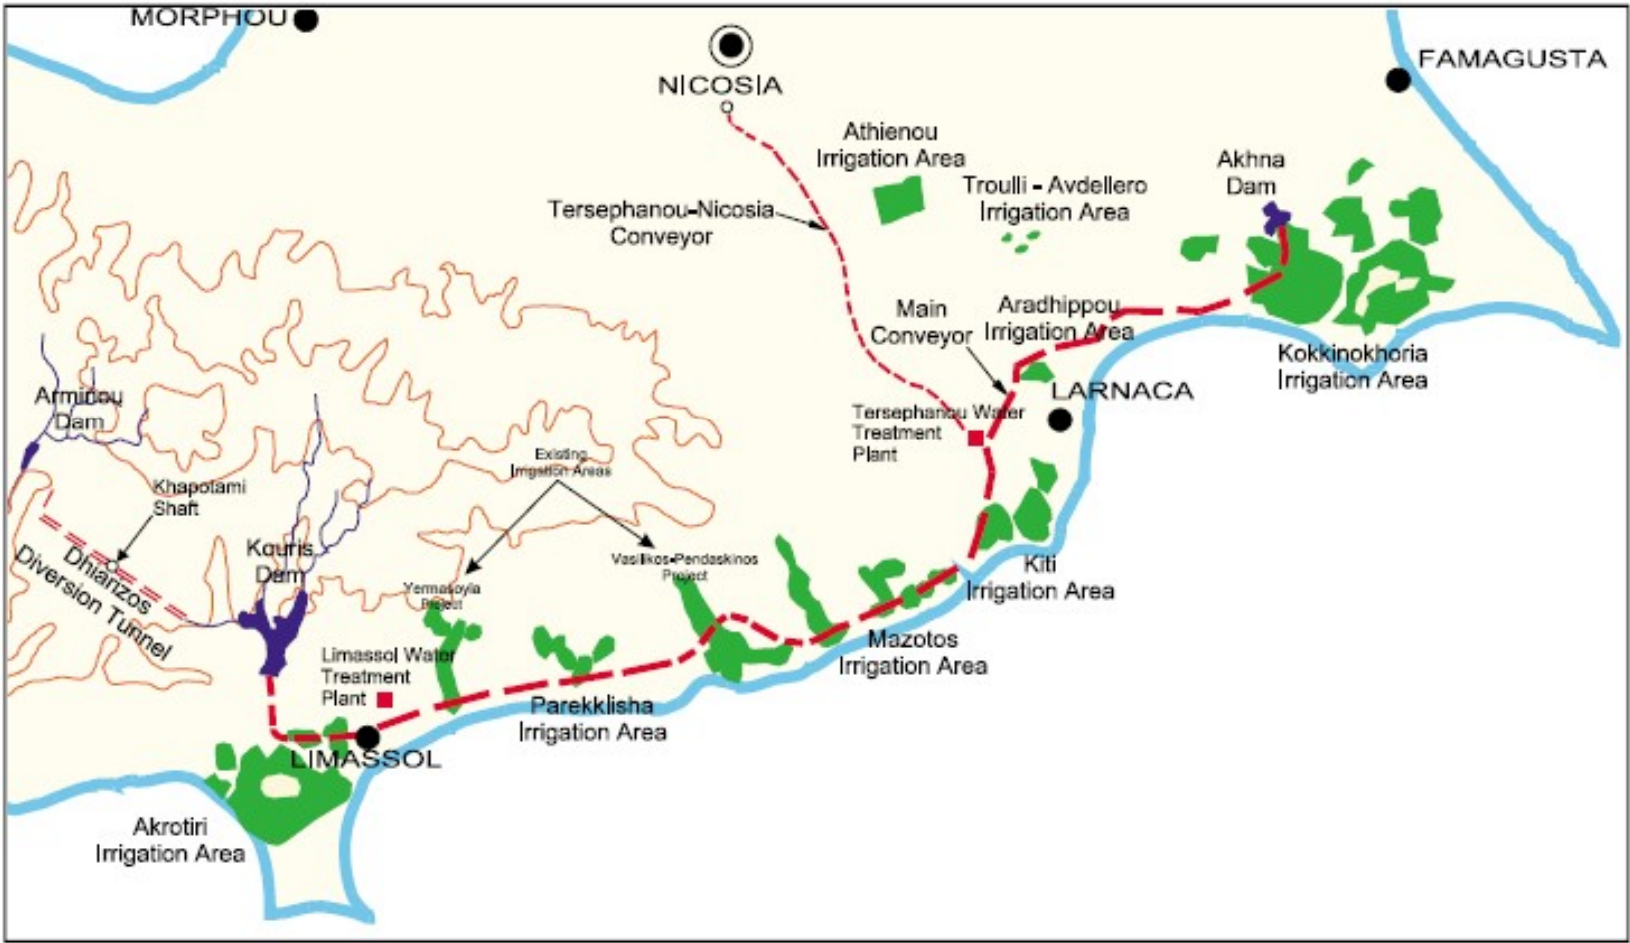 MORPHOU
NICOSIA
FAMAGUSTA
Athienou
Irrigation Area
Troulli - Avdellero
Irrigation Area
Akhna
Dam
Tersephanou-Nicosia
Conveyor
Main
Conveyor
Aradhippou
Irrigation Area
Kokkinokhoria
Irrigation Area
LARNACA
Arminou
Dam
Tersephanou Water
Treatment
Plant
Existing
Irrigation Areas
Khapotami
Shaft
Kouris
Dam
Dhiarizos
Diversion Tunnel
Vasilikos-Pendaskinos
Project
Yermasoyia
Project
Kiti
Irrigation Area
Mazotos
Irrigation Area
Limassol Water
Treatment
Plant
Parekklisha
Irrigation Area
LIMASSOL
Akrotiri
Irrigation Area